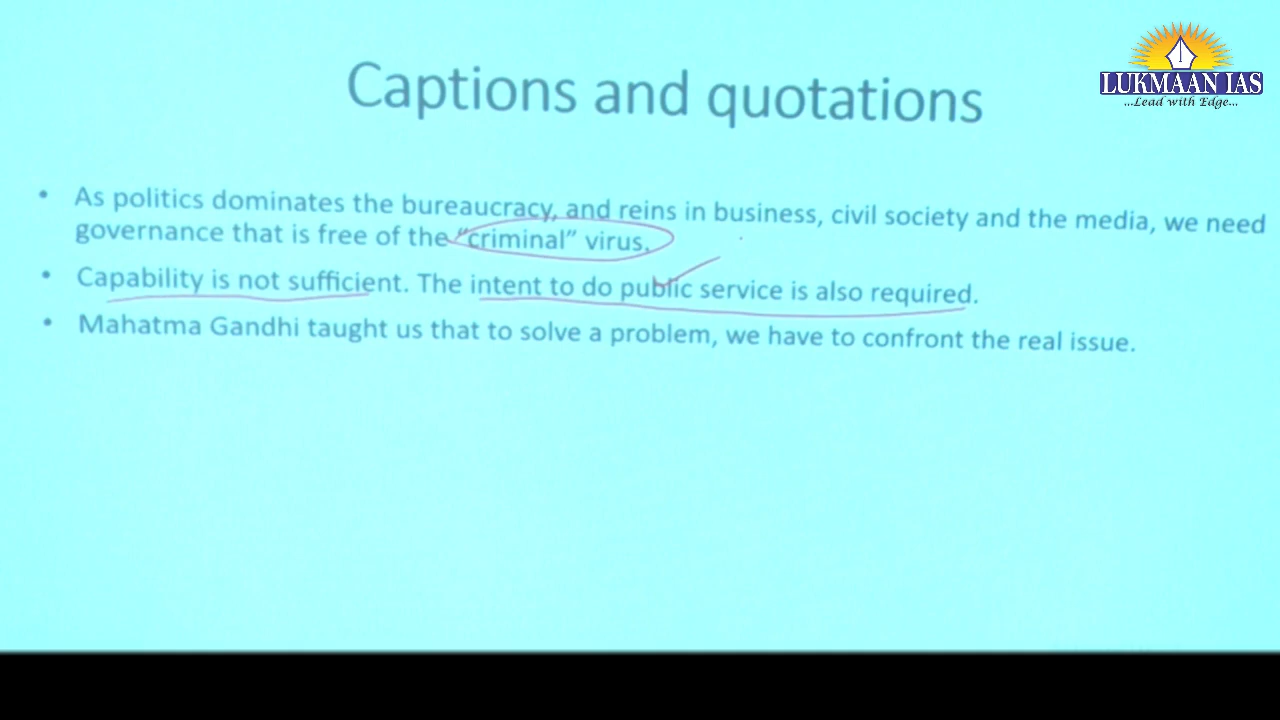 LUKMAAN IAS
...Lead with Edge...
Captions and quotations
• As politics dominates the bureaucracy, and reins in business, civil society and the media, we need
governance that is free of the “criminal” virus.
• Capability is not sufficient. The intent to do public service is also required.
• Mahatma Gandhi taught us that to solve a problem, we have to confront the real issue.